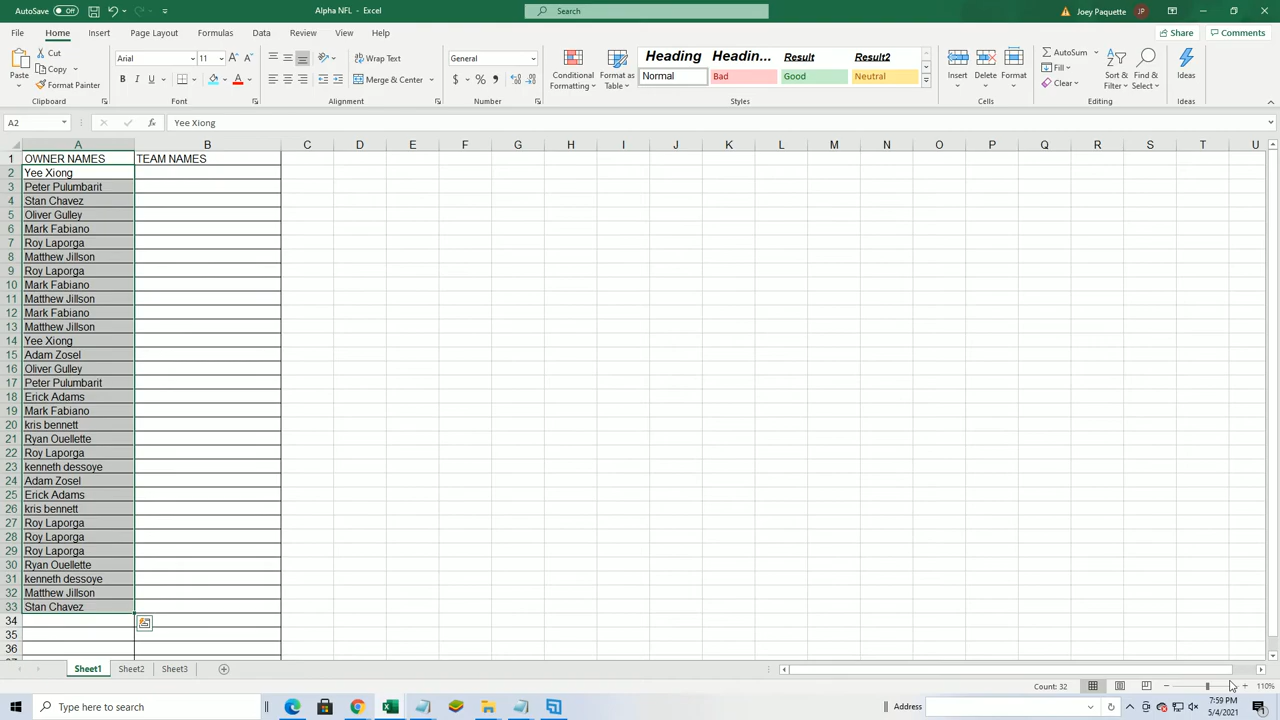 AutoSave Off Alpha NFL - Excel Search Joey Paquette JP
File Home Insert Page Layout Formulas Data Review View Help Share Comments
Paste Cut Copy Format Painter Clipboard
Arial 11 B I U A A Font
Wrap Text Merge & Center Alignment
General $ % Number
Conditional Formatting Format as Table
Heading Headin... Result Result2
Normal Bad Good Neutral Styles
Insert Delete Format Cells
AutoSum Fill Clear Sort & Filter Find & Select Editing
Ideas Ideas
A2 fx Yee Xiong
A B C D E F G H I J K L M N O P Q R S T U
1 OWNER NAMES TEAM NAMES
2 Yee Xiong
3 Peter Pulumbarit
4 Stan Chavez
5 Oliver Gulley
6 Mark Fabiano
7 Roy Laporga
8 Matthew Jillson
9 Roy Laporga
10 Mark Fabiano
11 Matthew Jillson
12 Mark Fabiano
13 Matthew Jillson
14 Yee Xiong
15 Adam Zosel
16 Oliver Gulley
17 Peter Pulumbarit
18 Erick Adams
19 Mark Fabiano
20 kris bennett
21 Ryan Ouellette
22 Roy Laporga
23 kenneth dessoye
24 Adam Zosel
25 Erick Adams
26 kris bennett
27 Roy Laporga
28 Roy Laporga
29 Roy Laporga
30 Ryan Ouellette
31 kenneth dessoye
32 Matthew Jillson
33 Stan Chavez
34
35
36
Sheet1 Sheet2 Sheet3
Count: 32 110%
Type here to search Address 7:59 PM
5/4/2021